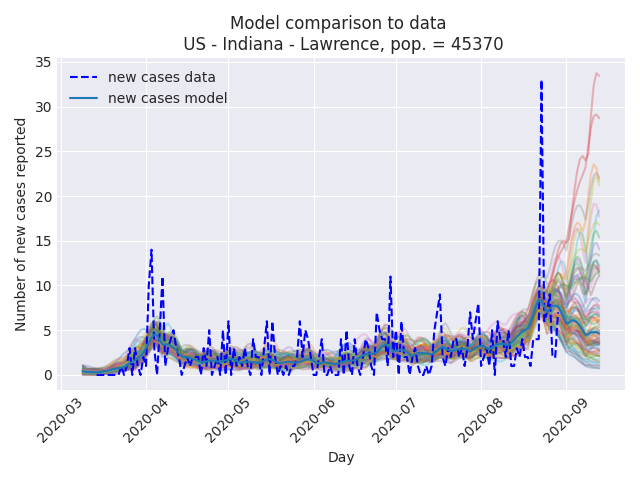 Model comparison to data
US - Indiana - Lawrence, pop. = 45370
new cases data
new cases model
Number of new cases reported
35
30
25
20
15
10
5
0
2020-03
2020-04
2020-05
2020-06
2020-07
2020-08
2020-09
Day